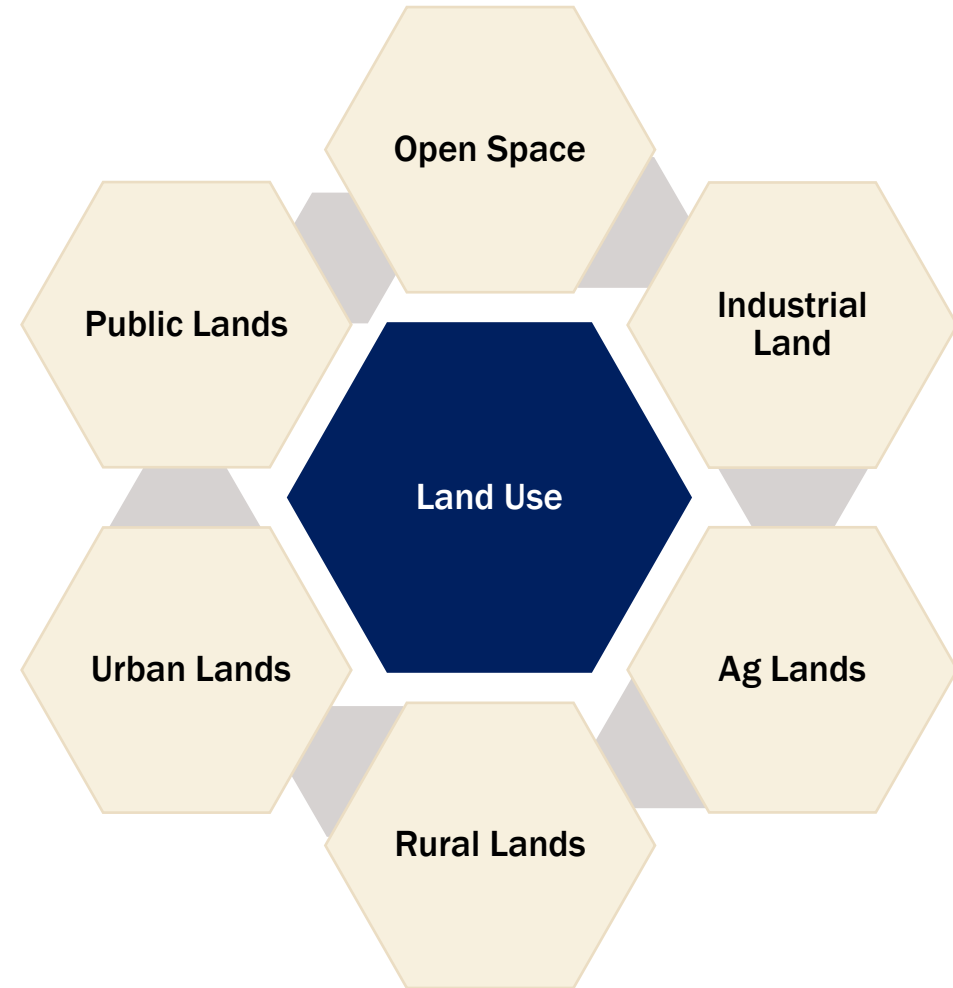 Open Space
Industrial
Land
Public Lands
Land Use
Urban Lands
Ag Lands
Rural Lands